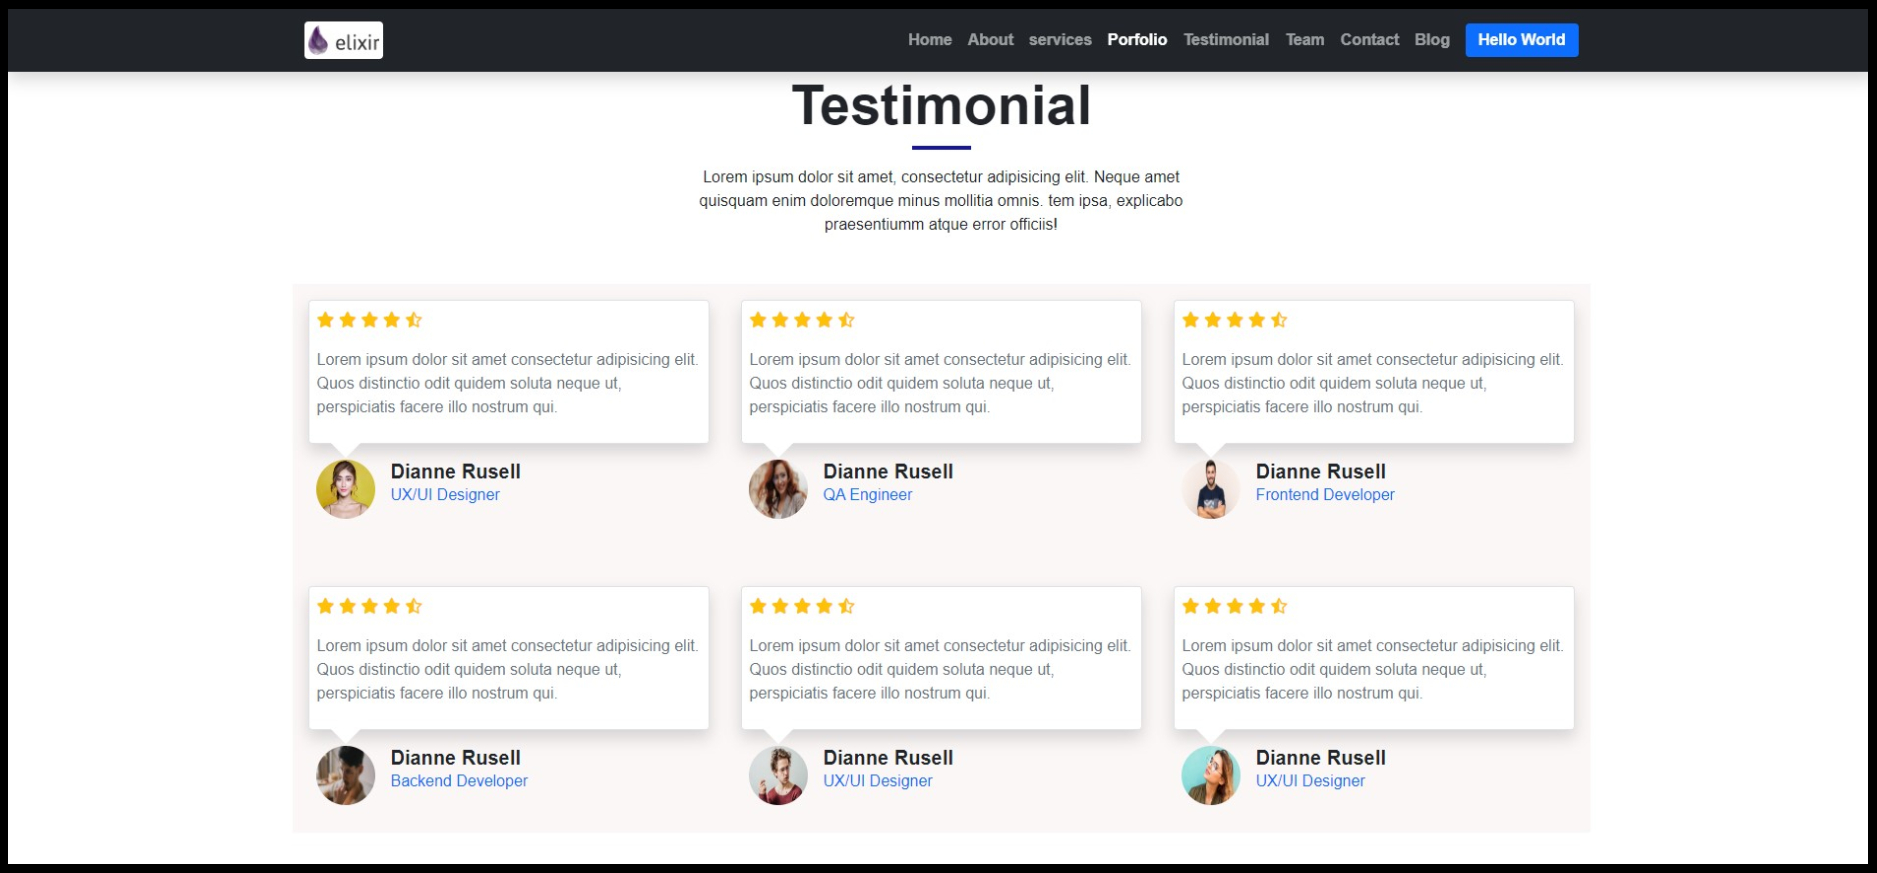 elixir
Home About services Porfolio Testimonial Team Contact Blog Hello World
Testimonial
Lorem ipsum dolor sit amet, consectetur adipisicing elit. Neque amet
quisquam enim doloremque minus mollitia omnis. tem ipsa, explicabo
praesentiumm atque error officiis!
Lorem ipsum dolor sit amet consectetur adipisicing elit.
Quos distinctio odit quidem soluta neque ut,
perspiciatis facere illo nostrum qui.
Dianne Rusell
UX/UI Designer
Lorem ipsum dolor sit amet consectetur adipisicing elit.
Quos distinctio odit quidem soluta neque ut,
perspiciatis facere illo nostrum qui.
Dianne Rusell
QA Engineer
Lorem ipsum dolor sit amet consectetur adipisicing elit.
Quos distinctio odit quidem soluta neque ut,
perspiciatis facere illo nostrum qui.
Dianne Rusell
Frontend Developer
Lorem ipsum dolor sit amet consectetur adipisicing elit.
Quos distinctio odit quidem soluta neque ut,
perspiciatis facere illo nostrum qui.
Dianne Rusell
Backend Developer
Lorem ipsum dolor sit amet consectetur adipisicing elit.
Quos distinctio odit quidem soluta neque ut,
perspiciatis facere illo nostrum qui.
Dianne Rusell
UX/UI Designer
Lorem ipsum dolor sit amet consectetur adipisicing elit.
Quos distinctio odit quidem soluta neque ut,
perspiciatis facere illo nostrum qui.
Dianne Rusell
UX/UI Designer